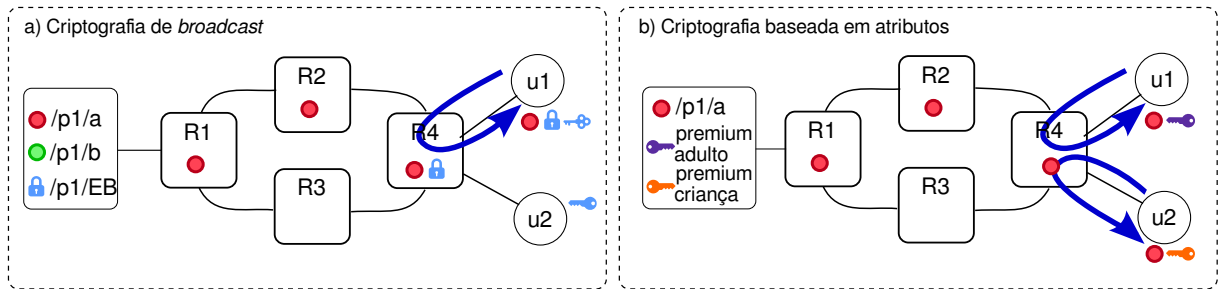 a) Criptografia de broadcast
/p1/a
/p1/b
/p1/EB
R1
R2
R3
R4
u1
u2
b) Criptografia baseada em atributos
/p1/a
premium
adulto
premium
criança
R1
R2
R3
R4
u1
u2